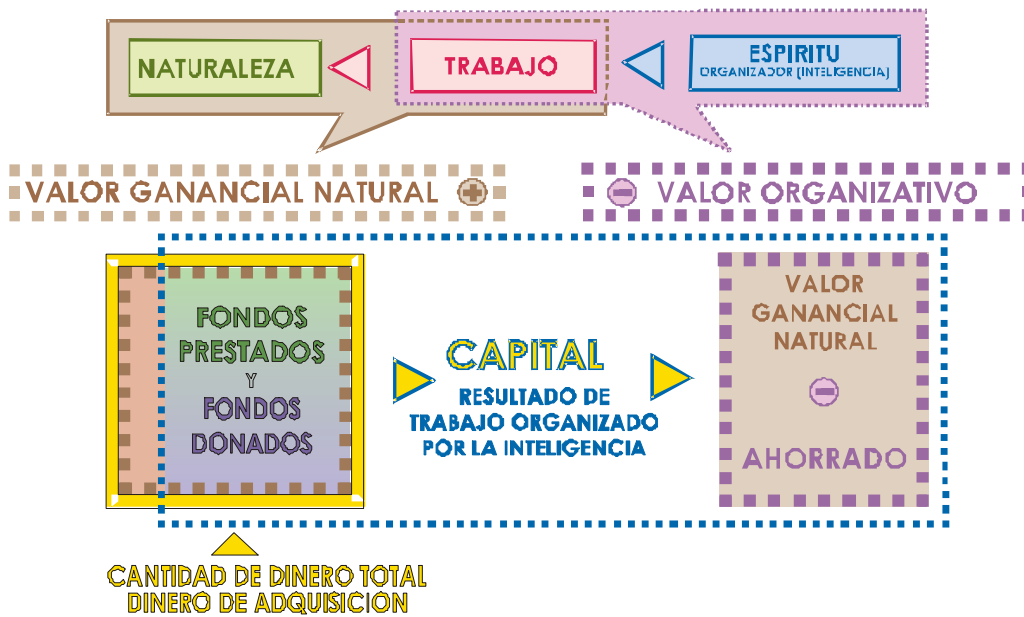 NATURALEZA
TRABAJO
ESPIRITU
ORGANIZADOR (INTELIGENCIA)
VALOR GANANCIAL NATURAL +
− VALOR ORGANIZATIVO
FONDOS
PRESTADOS
Y
FONDOS
DONADOS
CAPITAL
RESULTADO DE
TRABAJO ORGANIZADO
POR LA INTELIGENCIA
VALOR
GANANCIAL
NATURAL
−
AHORRADO
CANTIDAD DE DINERO TOTAL
DINERO DE ADQUISICION